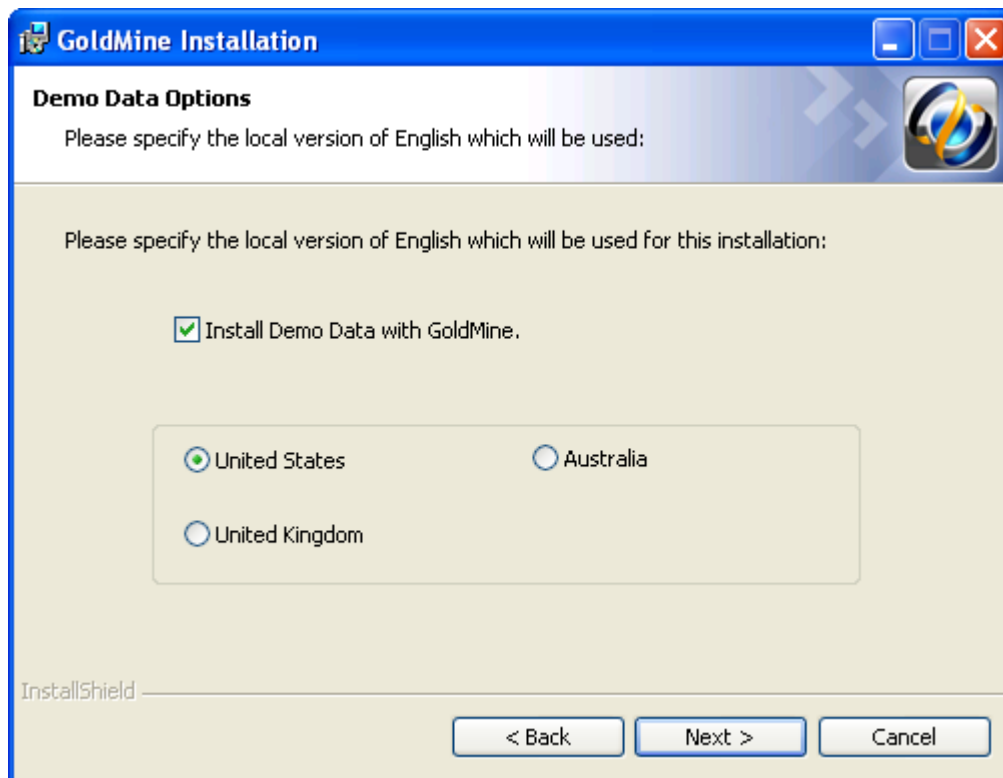 GoldMine Installation
Demo Data Options
Please specify the local version of English which will be used:
Please specify the local version of English which will be used for this installation:
Install Demo Data with GoldMine.
United States
Australia
United Kingdom
InstallShield
< Back
Next >
Cancel